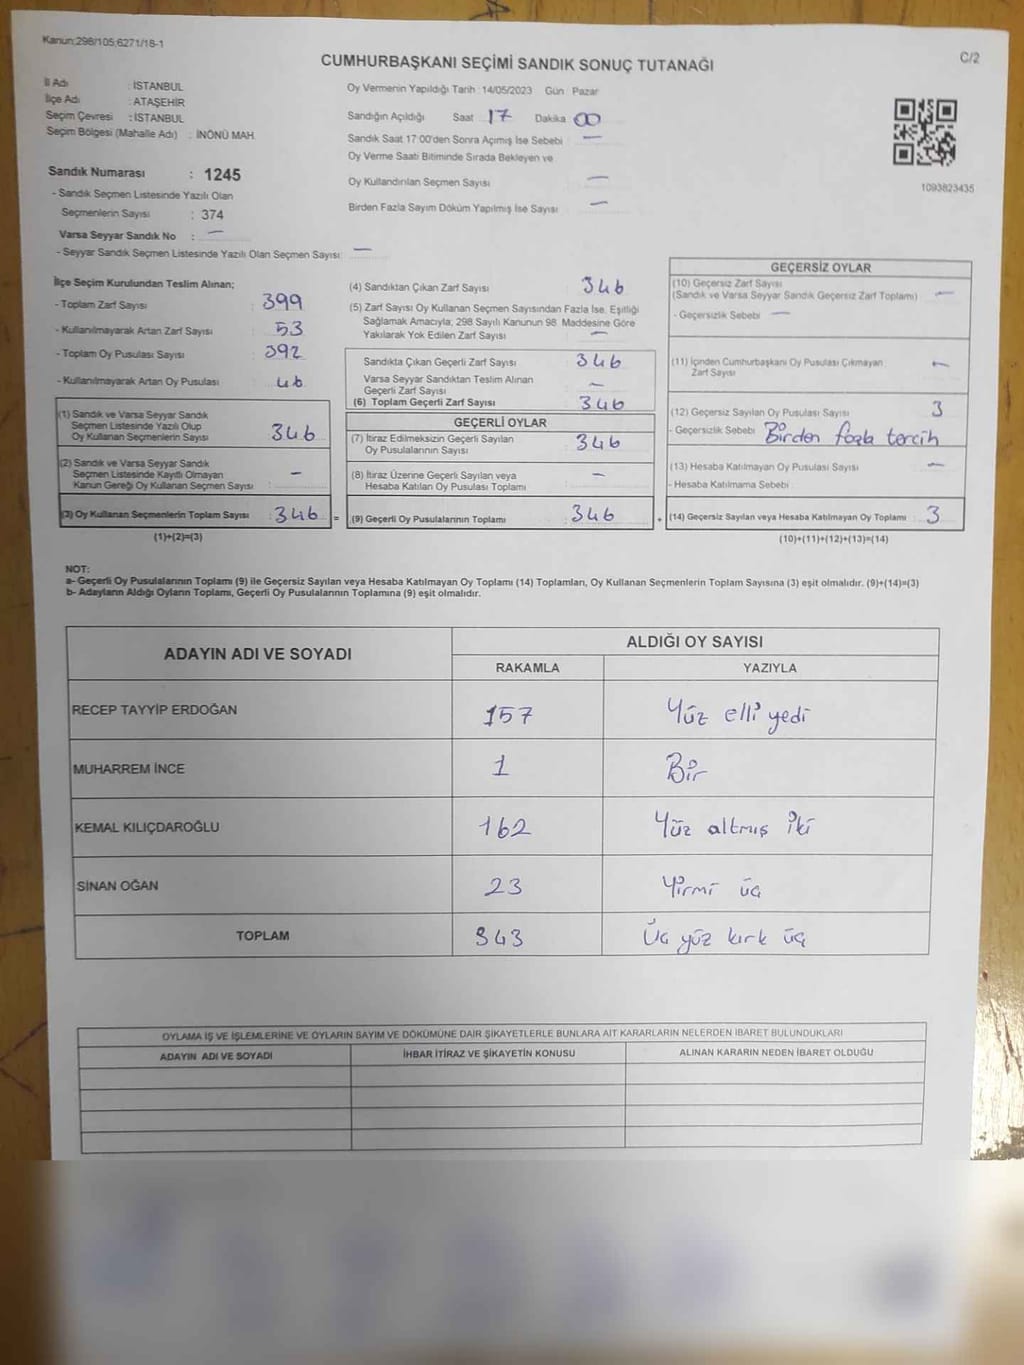 Kanun:298/105;6271/18-1
C/2
CUMHURBAŞKANI SEÇİMİ SANDIK SONUÇ TUTANAĞI
İl Adı : İSTANBUL
İlçe Adı : ATAŞEHİR
Seçim Çevresi : İSTANBUL
Seçim Bölgesi (Mahalle Adı) : İNÖNÜ MAH.
Sandık Numarası : 1245
- Sandık Seçmen Listesinde Yazılı Olan
Seçmenlerin Sayısı : 374
Varsa Seyyar Sandık No : —
- Seyyar Sandık Seçmen Listesinde Yazılı Olan Seçmen Sayısı: —
Oy Vermenin Yapıldığı Tarih : 14/05/2023 Gün : Pazar
Sandığın Açıldığı Saat 17 Dakika 00
Sandık Saat 17:00'den Sonra Açımış İse Sebebi —
Oy Verme Saati Bitiminde Sırada Bekleyen ve
Oy Kullandırılan Seçmen Sayısı —
Birden Fazla Sayım Döküm Yapılmış İse Sayısı —
1093823435
İlçe Seçim Kurulundan Teslim Alınan;
- Toplam Zarf Sayısı : 399
- Kullanılmayarak Artan Zarf Sayısı : 53
- Toplam Oy Pusulası Sayısı : 392
- Kullanılmayarak Artan Oy Pusulası : 46
(1) Sandık ve Varsa Seyyar Sandık
Seçmen Listesinde Yazılı Olup
Oy Kullanan Seçmenlerin Sayısı : 346
(2) Sandık ve Varsa Seyyar Sandık
Seçmen Listesinde Kayıtlı Olmayan
Kanun Gereği Oy Kullanan Seçmen Sayısı : —
(3) Oy Kullanan Seçmenlerin Toplam Sayısı : 346 =
(1)+(2)=(3)
(4) Sandıktan Çıkan Zarf Sayısı 346
(5) Zarf Sayısı Oy Kullanan Seçmen Sayısından Fazla İse, Eşitliği
Sağlamak Amacıyla; 298 Sayılı Kanunun 98. Maddesine Göre
Yakılarak Yok Edilen Zarf Sayısı : —
Sandıkta Çıkan Geçerli Zarf Sayısı 346
Varsa Seyyar Sandıktan Teslim Alınan
Geçerli Zarf Sayısı —
(6) Toplam Geçerli Zarf Sayısı : 346
GEÇERLİ OYLAR
(7) İtiraz Edilmeksizin Geçerli Sayılan
Oy Pusulalarının Sayısı : 346
(8) İtiraz Üzerine Geçerli Sayılan veya
Hesaba Katılan Oy Pusulası Toplamı : —
(9) Geçerli Oy Pusulalarının Toplamı : 346 +
GEÇERSİZ OYLAR
(10) Geçersiz Zarf Sayısı
(Sandık ve Varsa Seyyar Sandık Geçersiz Zarf Toplamı) —
- Geçersizlik Sebebi —
(11) İçinden Cumhurbaşkanı Oy Pusulası Çıkmayan
Zarf Sayısı —
(12) Geçersiz Sayılan Oy Pusulası Sayısı 3
- Geçersizlik Sebebi Birden fazla tercih
(13) Hesaba Katılmayan Oy Pusulası Sayısı —
- Hesaba Katılmama Sebebi
(14) Geçersiz Sayılan veya Hesaba Katılmayan Oy Toplamı : 3
(10)+(11)+(12)+(13)=(14)
NOT:
a- Geçerli Oy Pusulalarının Toplamı (9) ile Geçersiz Sayılan veya Hesaba Katılmayan Oy Toplamı (14) Toplamları, Oy Kullanan Seçmenlerin Toplam Sayısına (3) eşit olmalıdır. (9)+(14)=(3)
b- Adayların Aldığı Oyların Toplamı, Geçerli Oy Pusulalarının Toplamına (9) eşit olmalıdır.
ADAYIN ADI VE SOYADI ALDIĞI OY SAYISI
RAKAMLA YAZIYLA
RECEP TAYYİP ERDOĞAN 157 Yüz elli yedi
MUHARREM İNCE 1 Bir
KEMAL KILIÇDAROĞLU 162 Yüz altmış iki
SİNAN OĞAN 23 Yirmi üç
TOPLAM 343 Üç yüz kırk üç
OYLAMA İŞ VE İŞLEMLERİNE VE OYLARIN SAYIM VE DÖKÜMÜNE DAİR ŞİKAYETLERLE BUNLARA AİT KARARLARIN NELERDEN İBARET BULUNDUKLARI
ADAYIN ADI VE SOYADI İHBAR İTİRAZ VE ŞİKAYETİN KONUSU ALINAN KARARIN NEDEN İBARET OLDUĞU